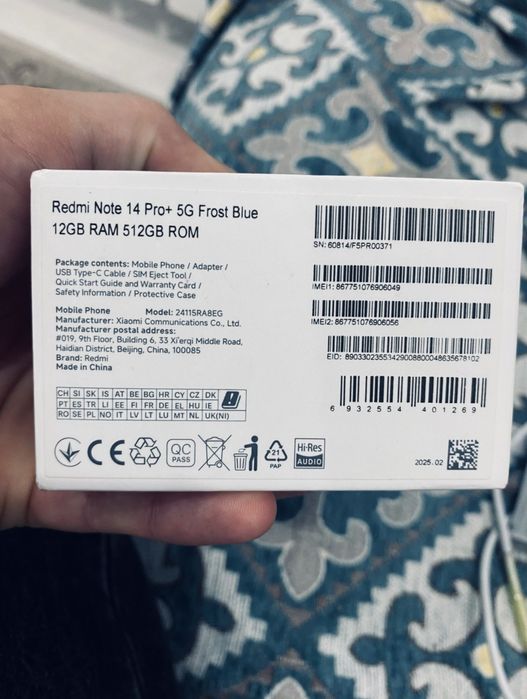 Redmi Note 14 Pro+ 5G Frost Blue
12GB RAM 512GB ROM
Package contents: Mobile Phone / Adapter /
USB Type-C Cable / SIM Eject Tool /
Quick Start Guide and Warranty Card /
Safety Information / Protective Case
Mobile Phone Model: 24115RA8EG
Manufacturer: Xiaomi Communications Co., Ltd.
Manufacturer postal address:
#019, 9th Floor, Building 6, 33 Xi'erqi Middle Road,
Haidian District, Beijing, China, 100085
Brand: Redmi
Made in China
CH SI SK IS AT BE BG HR CY CZ DK
PT ES TR LI EE FI FR DE EL HU IE
RO SE PL NO IT LV LT LU MT NL UK(NI)
CE
QC
PASS
21
PAP
Hi-Res
AUDIO
SN: 60814/F5PR00371
IMEI1: 867751076906049
IMEI2: 867751076906056
EID: 89033023553429008800048635678102
6 932554 401269
2025.02